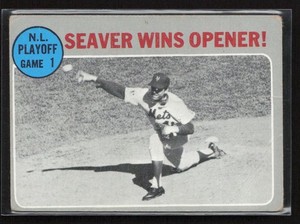 N.L.
PLAYOFF
GAME 1
SEAVER WINS OPENER!
Mets